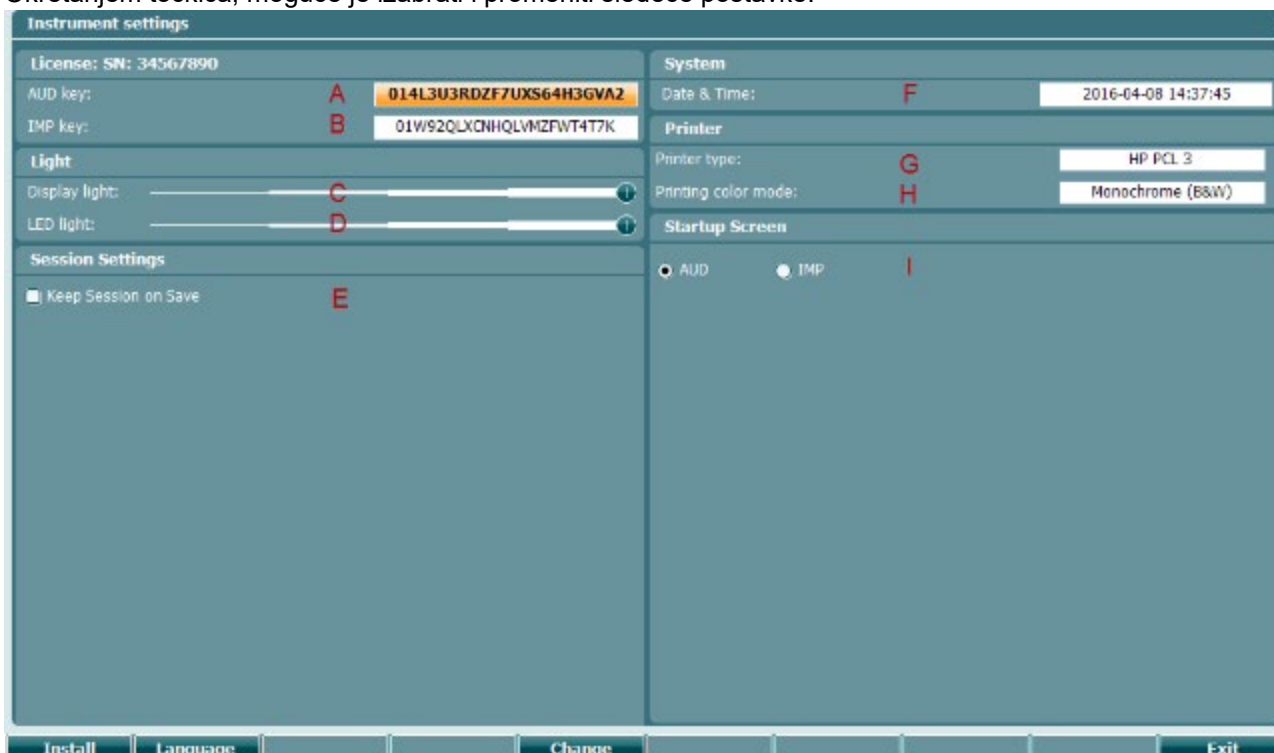 Okretanjem točkića, moguće je izabrati i promeniti sledeće postavke:
Instrument settings
License: SN: 34567890
AUD key: A 014L3U3RDZF7UXS64H3GVA2
IMP key: B 01W92QLXCNHQLVMZFWT4T7K
Light
Display light: C
LED light: D
Session Settings
Keep Session on Save E
System
Date & Time: F 2016-04-08 14:37:45
Printer
Printer type: G HP PCL 3
Printing color mode: H Monochrome (B&W)
Startup Screen
AUD IMP I
Install Language Change Exit